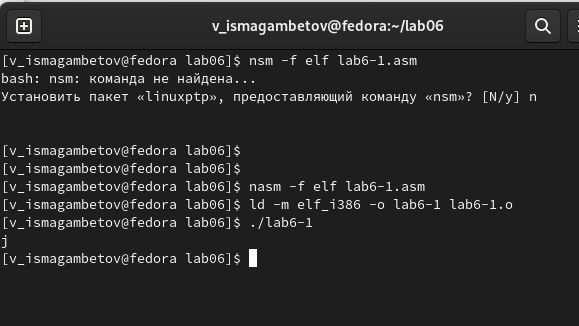 v_ismagambetov@fedora:~/lab06
[v_ismagambetov@fedora lab06]$ nsm -f elf lab6-1.asm
bash: nsm: команда не найдена...
Установить пакет «linuxptp», предоставляющий команду «nsm»? [N/y] n
[v_ismagambetov@fedora lab06]$
[v_ismagambetov@fedora lab06]$
[v_ismagambetov@fedora lab06]$ nasm -f elf lab6-1.asm
[v_ismagambetov@fedora lab06]$ ld -m elf_i386 -o lab6-1 lab6-1.o
[v_ismagambetov@fedora lab06]$ ./lab6-1
j
[v_ismagambetov@fedora lab06]$